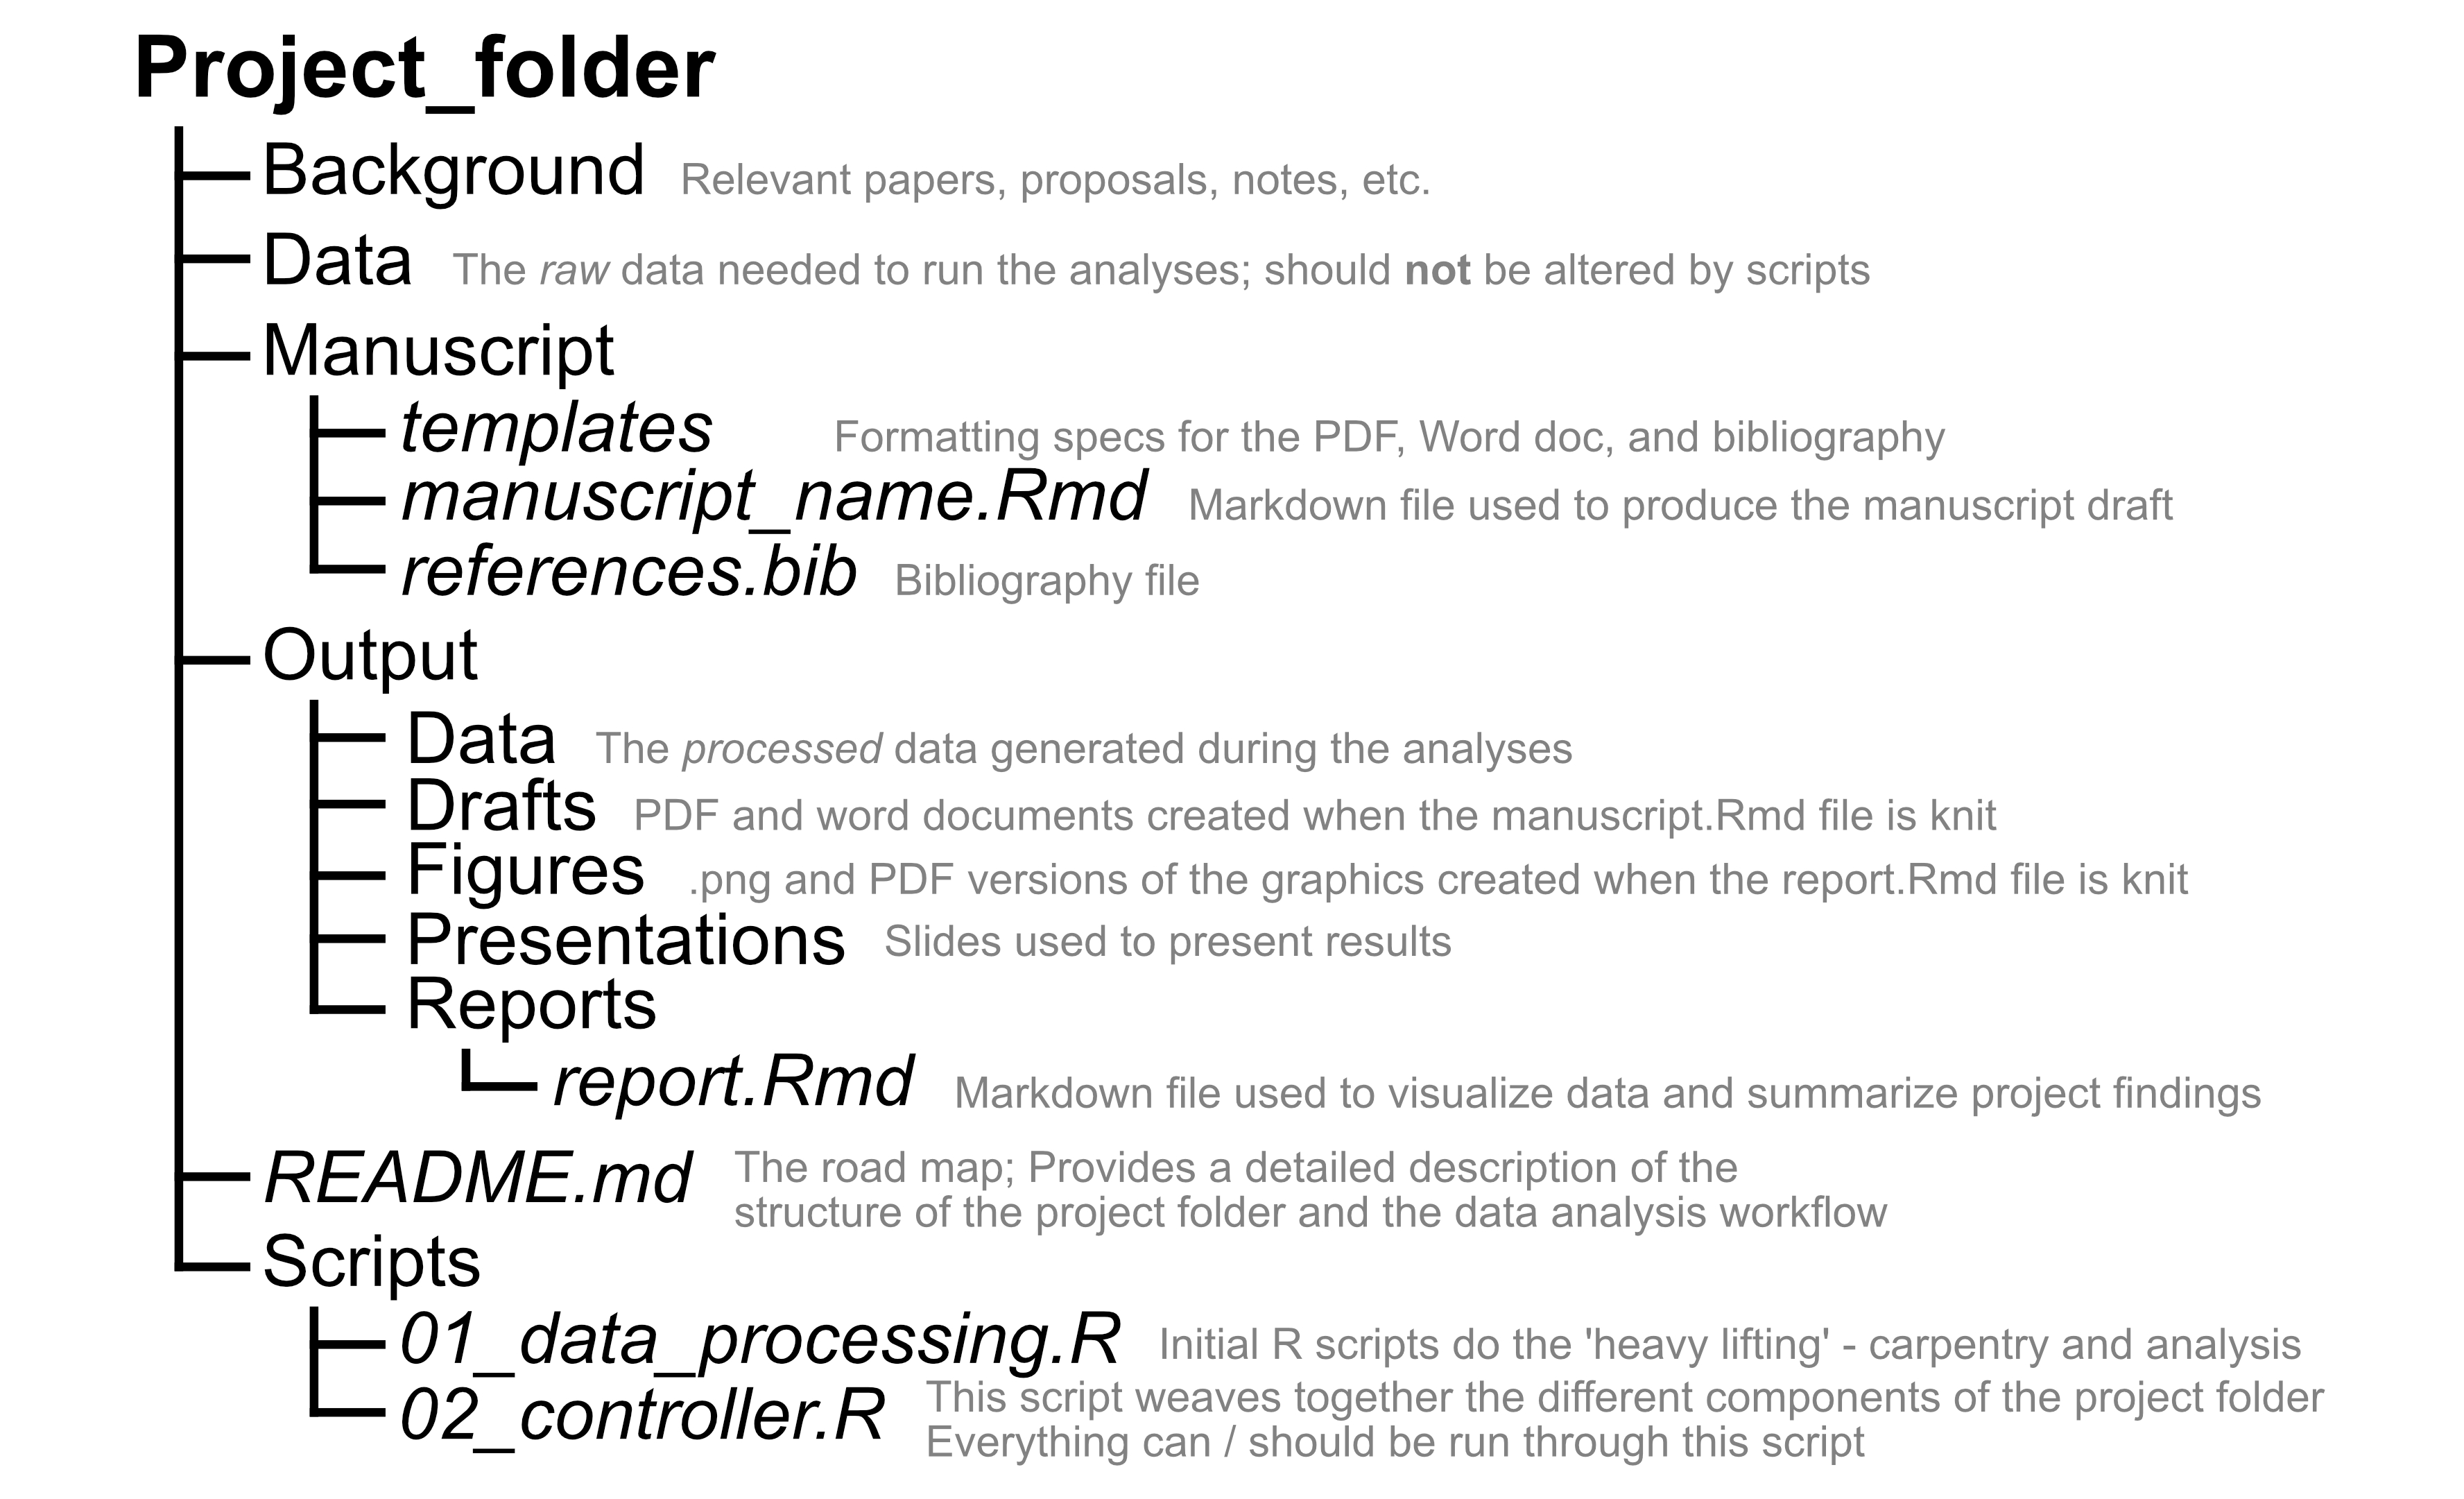 Project_folder
Background Relevant papers, proposals, notes, etc.
Data The raw data needed to run the analyses; should not be altered by scripts
Manuscript
templates Formatting specs for the PDF, Word doc, and bibliography
manuscript_name.Rmd Markdown file used to produce the manuscript draft
references.bib Bibliography file
Output
Data The processed data generated during the analyses
Drafts PDF and word documents created when the manuscript.Rmd file is knit
Figures .png and PDF versions of the graphics created when the report.Rmd file is knit
Presentations Slides used to present results
Reports
report.Rmd Markdown file used to visualize data and summarize project findings
README.md The road map; Provides a detailed description of the
structure of the project folder and the data analysis workflow
Scripts
01_data_processing.R Initial R scripts do the 'heavy lifting' - carpentry and analysis
02_controller.R This script weaves together the different components of the project folder
Everything can / should be run through this script